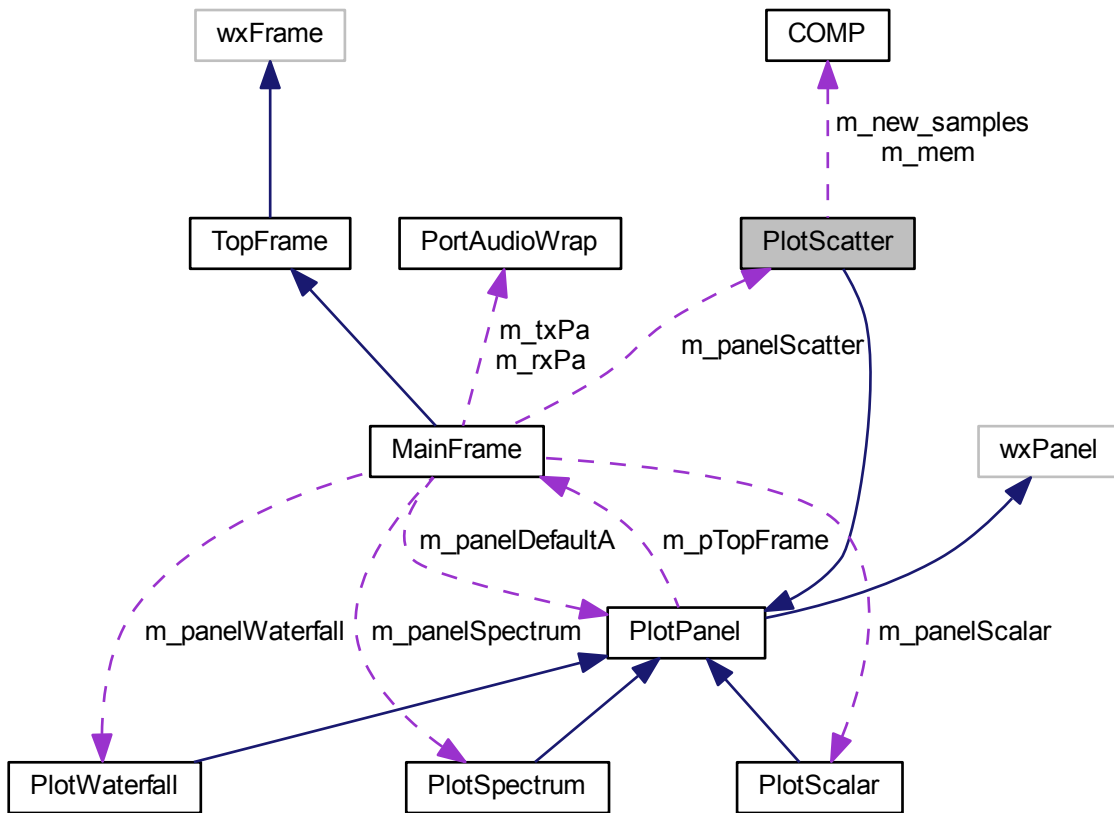 wxFrame
COMP
m_new_samples
m_mem
TopFrame
PortAudioWrap
PlotScatter
m_txPa
m_rxPa
m_panelScatter
MainFrame
wxPanel
m_panelDefaultA
m_pTopFrame
m_panelWaterfall
m_panelSpectrum
PlotPanel
m_panelScalar
PlotWaterfall
PlotSpectrum
PlotScalar